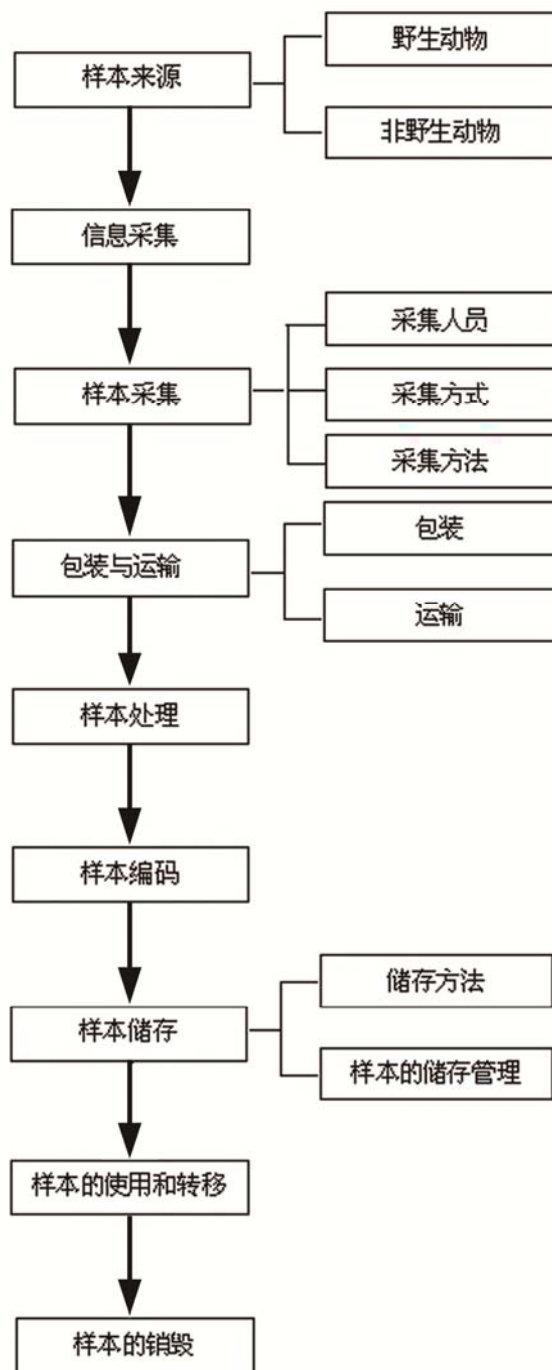 样本来源
野生动物
非野生动物
信息采集
样本采集
采集人员
采集方式
采集方法
包装与运输
包装
运输
样本处理
样本编码
样本储存
储存方法
样本的储存管理
样本的使用和转移
样本的销毁